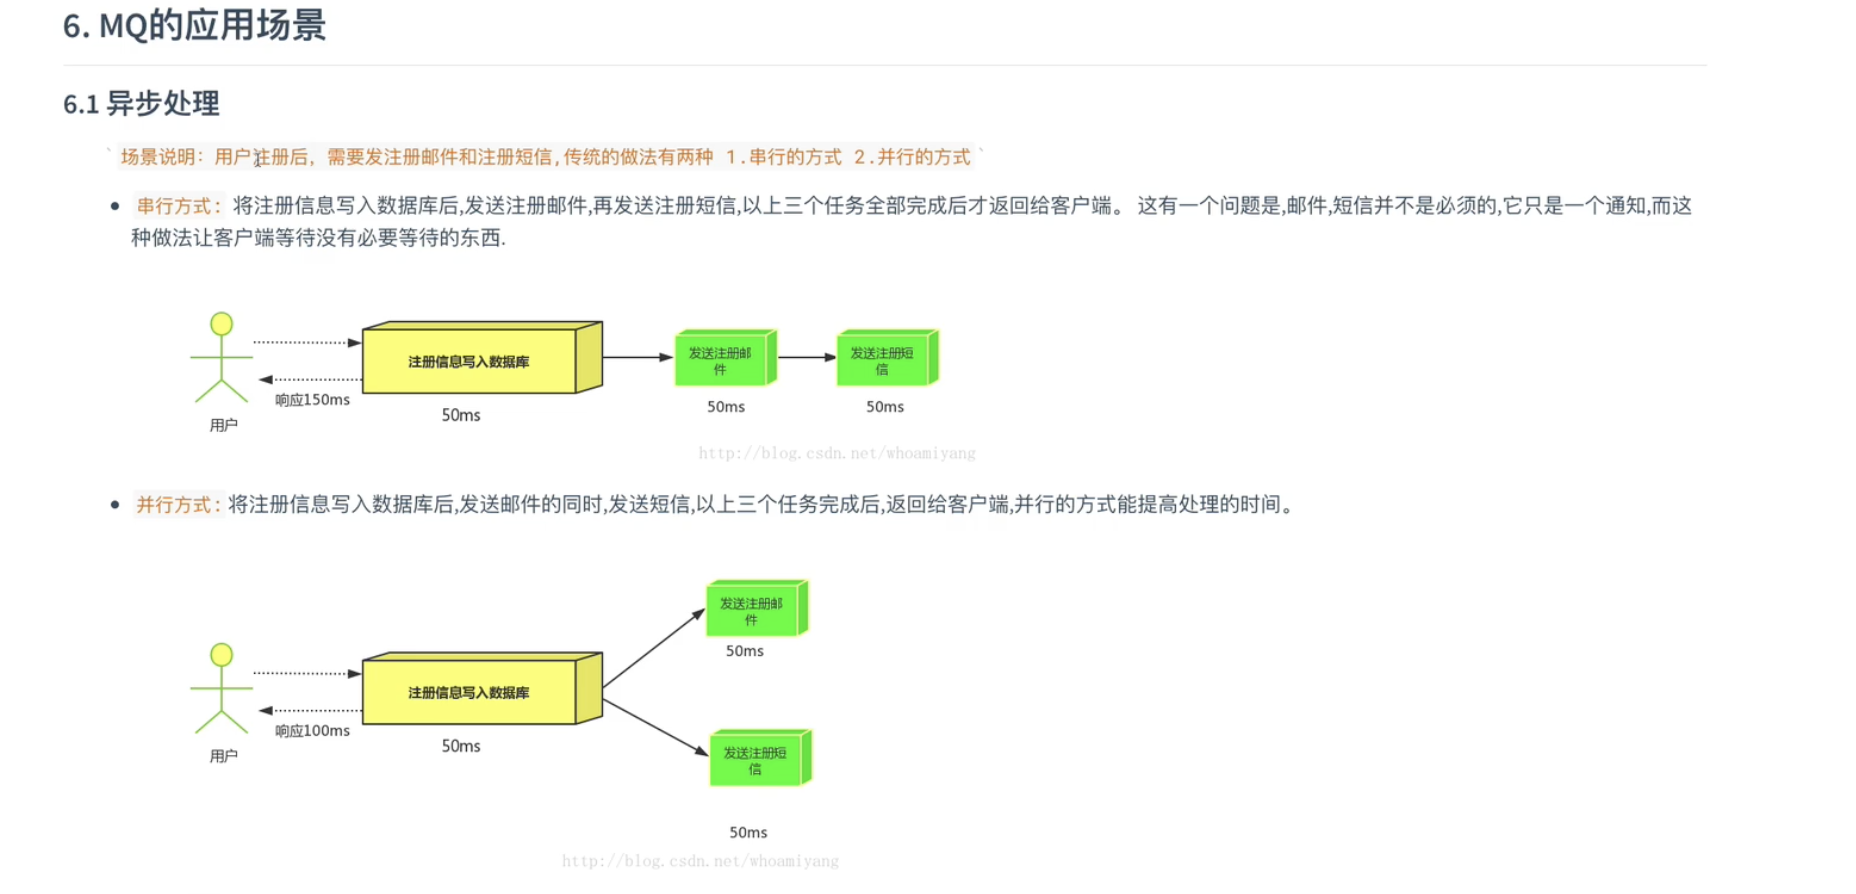 6. MQ的应用场景
6.1 异步处理
`场景说明：用户注册后，需要发注册邮件和注册短信,传统的做法有两种 1.串行的方式 2.并行的方式`
• 串行方式: 将注册信息写入数据库后,发送注册邮件,再发送注册短信,以上三个任务全部完成后才返回给客户端。 这有一个问题是,邮件,短信并不是必须的,它只是一个通知,而这
种做法让客户端等待没有必要等待的东西.
注册信息写入数据库
发送注册邮
件
发送注册短
信
响应150ms
用户
50ms
50ms
50ms
http://blog.csdn.net/whoamiyang
• 并行方式: 将注册信息写入数据库后,发送邮件的同时,发送短信,以上三个任务完成后,返回给客户端,并行的方式能提高处理的时间。
发送注册邮
件
50ms
注册信息写入数据库
响应100ms
用户
50ms
发送注册短
信
50ms
http://blog.csdn.net/whoamiyang